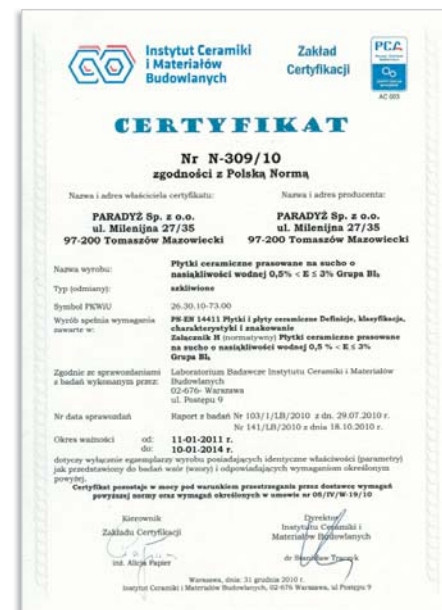 Instytut Ceramiki
i Materiałów
Budowlanych
Zakład
Certyfikacji
PCA
AC 003
CERTYFIKAT
Nr N-309/10
zgodności z Polską Normą
Nazwa i adres właściciela certyfikatu:
PARADYŻ Sp. z o.o.
ul. Milenijna 27/35
97-200 Tomaszów Mazowiecki
Nazwa i adres producenta:
PARADYŻ Sp. z o.o.
ul. Milenijna 27/35
97-200 Tomaszów Mazowiecki
Nazwa wyrobu: Płytki ceramiczne prasowane na sucho o
nasiąkliwości wodnej 0,5% < E ≤ 3% Grupa BIb
Typ (odmiany): szkliwione
Symbol PKWiU 26.30.10-73.00
Wyrób spełnia wymagania PN-EN 14411 Płytki i płyty ceramiczne Definicje, klasyfikacja,
zawarte w: charakterystyki i znakowanie
Załącznik H (normatywny) Płytki ceramiczne prasowane
na sucho o nasiąkliwości wodnej 0,5 % < E ≤ 3%
Grupa BIb
Zgodnie ze sprawozdaniami Laboratorium Badawcze Instytutu Ceramiki i Materiałów
z badań wykonanym przez: Budowlanych
02-676- Warszawa
ul. Postępu 9
Nr data sprawozdań Raport z badań Nr 103/1/LB/2010 z dn. 29.07.2010 r.
Nr 141/LB/2010 z dnia 18.10.2010 r.
Okres ważności od: 11-01-2011 r.
do: 10-01-2014 r.
dotyczy wyłącznie egzemplarzy wyrobu posiadających identyczne właściwości (parametry)
jak przedstawiony do badań wzór (wzory) i odpowiadających wymaganiom określonym
powyżej.
Certyfikat pozostaje w mocy pod warunkiem przestrzegania przez dostawcę wymagań
powyższej normy oraz wymagań określonych w umowie nr 05/IV/W-19/10
Kierownik
Zakładu Certyfikacji
inż. Alicja Papier
Dyrektor
Instytutu Ceramiki i
Materiałów Budowlanych
dr Stanisław Traczyk
Warszawa, dnia: 31 grudnia 2010 r.
Instytut Ceramiki i Materiałów Budowlanych, 02-676 Warszawa, ul Postępu 9